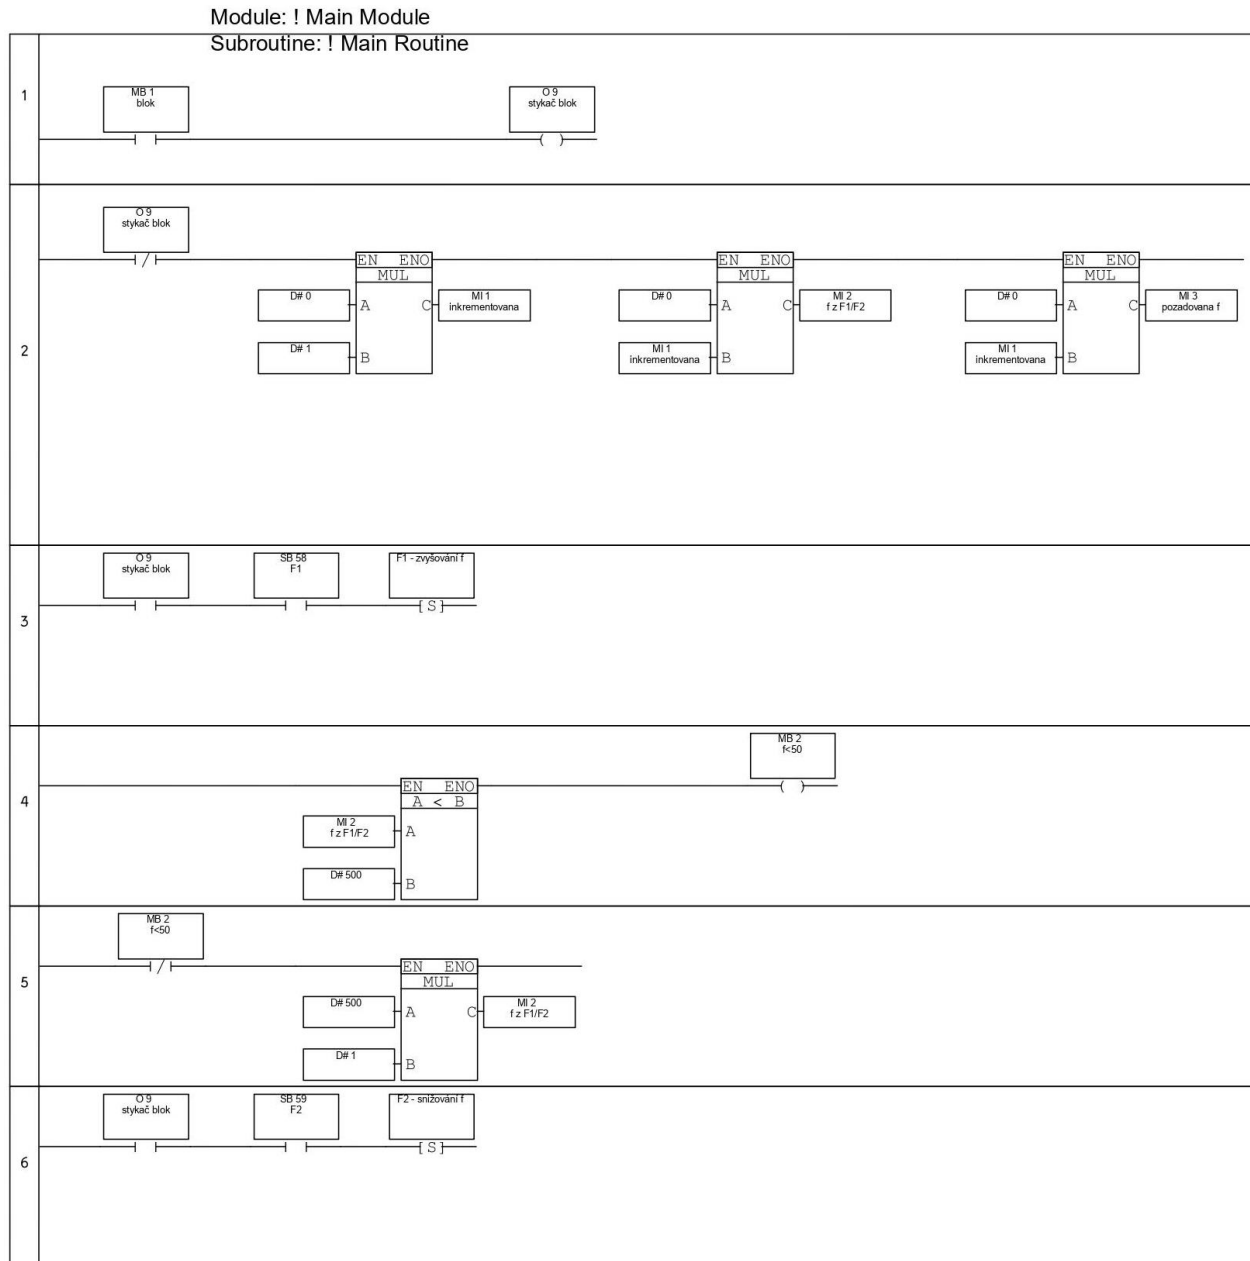 Module: ! Main Module
Subroutine: ! Main Routine
1
MB 1
blok
O 9
stykač blok
2
O 9
stykač blok
EN ENO
MUL
D# 0
A
C
MI 1
inkrementovana
D# 1
B
EN ENO
MUL
D# 0
A
C
MI 2
f z F1/F2
MI 1
inkrementovana
B
EN ENO
MUL
D# 0
A
C
MI 3
pozadovana f
MI 1
inkrementovana
B
3
O 9
stykač blok
SB 58
F1
F1 - zvyšování f
S
4
EN ENO
A < B
MI 2
f z F1/F2
A
D# 500
B
MB 2
f<50
5
MB 2
f<50
EN ENO
MUL
D# 500
A
C
MI 2
f z F1/F2
D# 1
B
6
O 9
stykač blok
SB 59
F2
F2 - snižování f
S